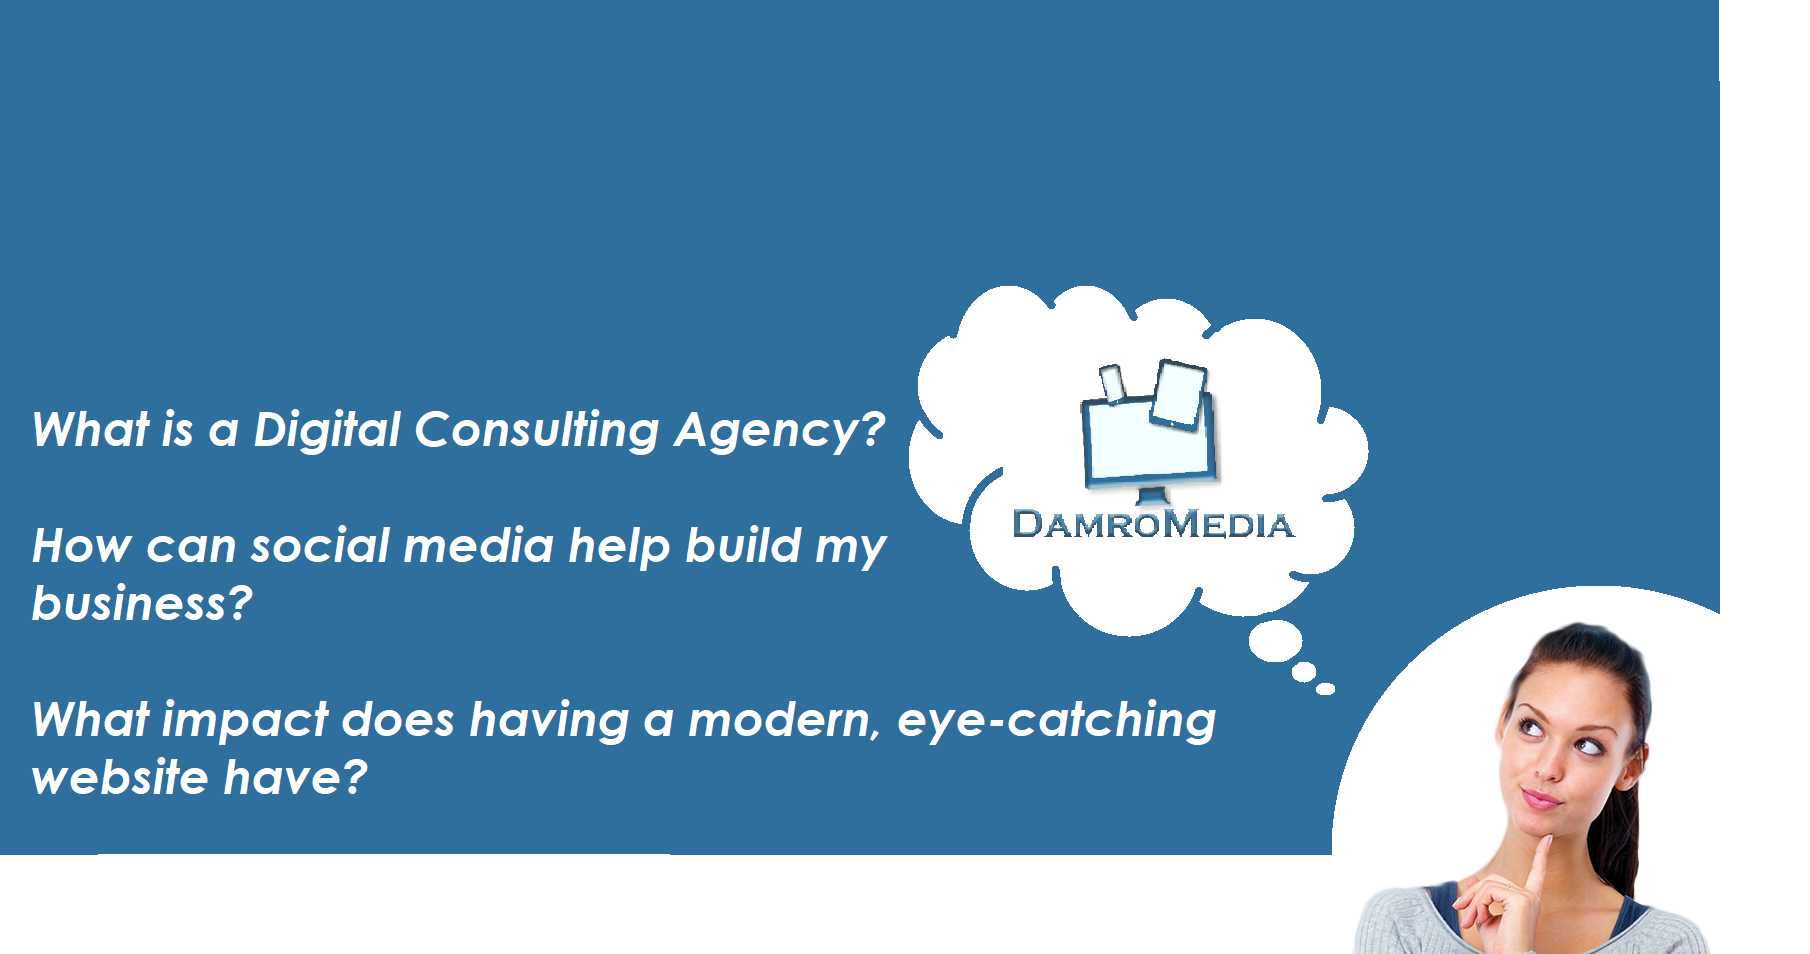 What is a Digital Consulting Agency?
How can social media help build my
business?
What impact does having a modern, eye-catching
website have?
DAMROMEDIA